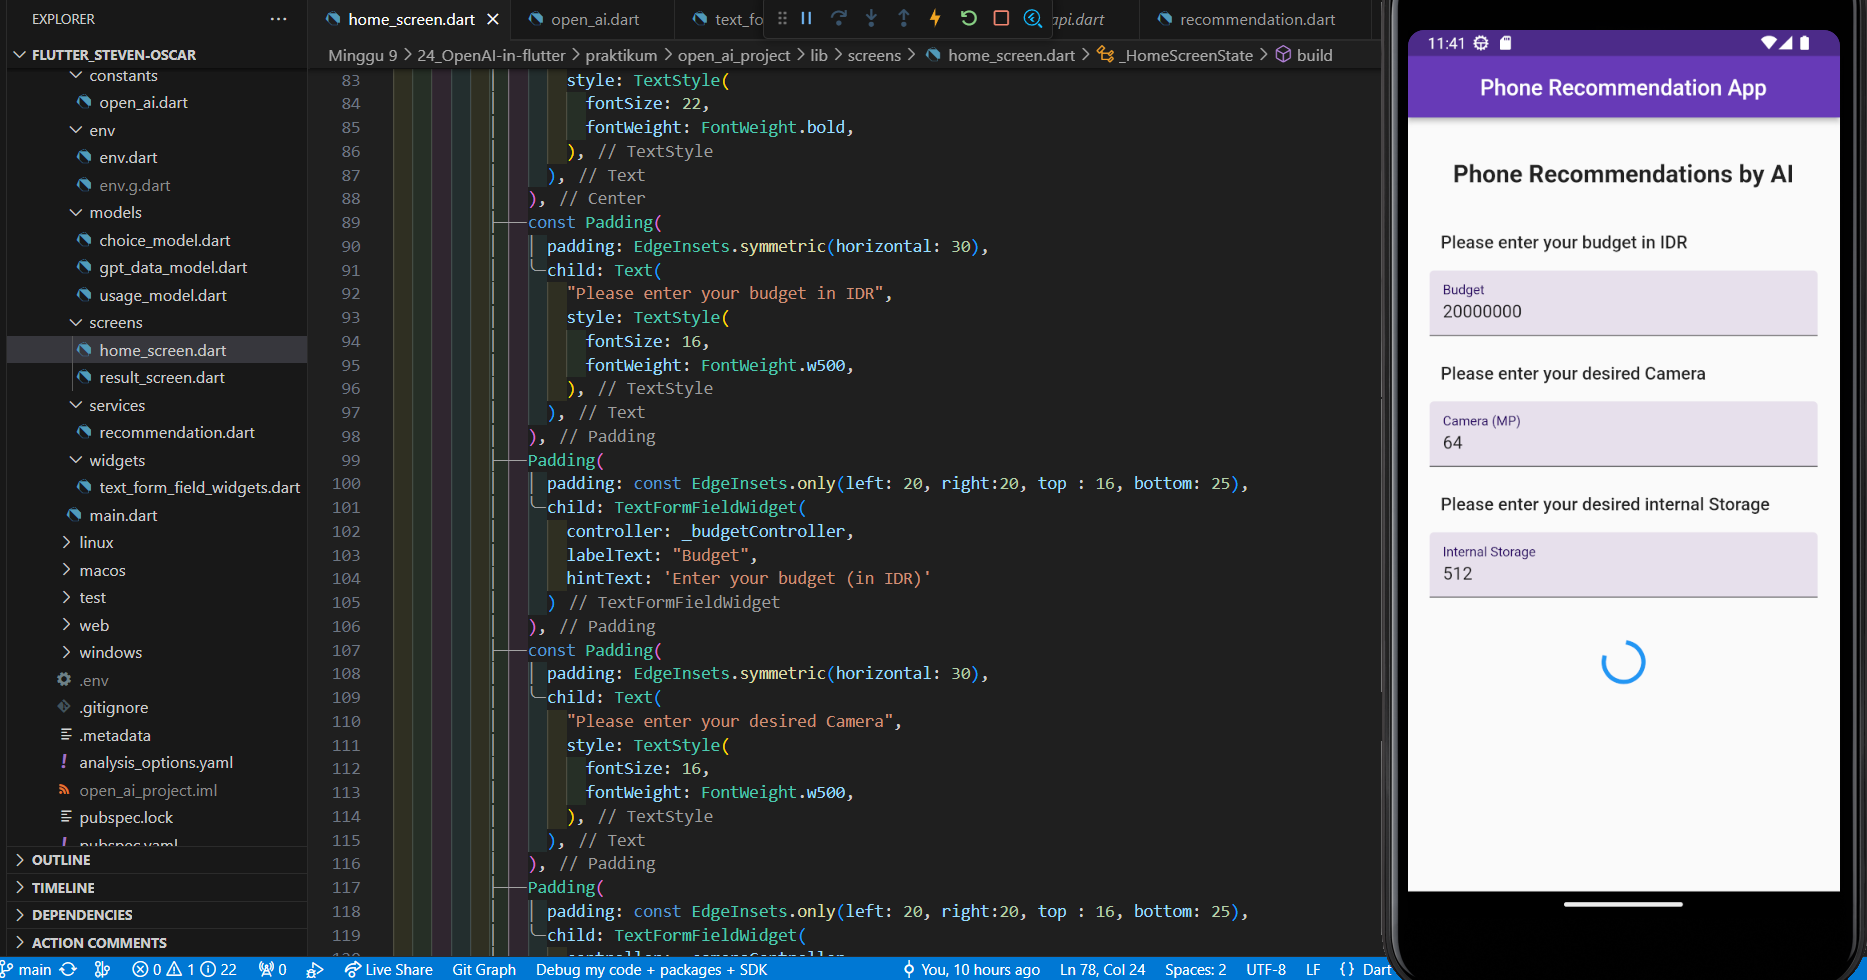 EXPLORER
FLUTTER_STEVEN-OSCAR
constants
open_ai.dart
env
env.dart
env.g.dart
models
choice_model.dart
gpt_data_model.dart
usage_model.dart
screens
home_screen.dart
result_screen.dart
services
recommendation.dart
widgets
text_form_field_widgets.dart
main.dart
linux
macos
test
web
windows
.env
.gitignore
.metadata
analysis_options.yaml
open_ai_project.iml
pubspec.lock
pubspec.yaml
OUTLINE
TIMELINE
DEPENDENCIES
ACTION COMMENTS
home_screen.dart
open_ai.dart
text_fo
api.dart
recommendation.dart
Minggu 9 > 24_OpenAI-in-flutter > praktikum > open_ai_project > lib > screens > home_screen.dart > _HomeScreenState > build
83 style: TextStyle(
84 fontSize: 22,
85 fontWeight: FontWeight.bold,
86 ), // TextStyle
87 ), // Text
88 ), // Center
89 const Padding(
90 padding: EdgeInsets.symmetric(horizontal: 30),
91 child: Text(
92 "Please enter your budget in IDR",
93 style: TextStyle(
94 fontSize: 16,
95 fontWeight: FontWeight.w500,
96 ), // TextStyle
97 ), // Text
98 ), // Padding
99 Padding(
100 padding: const EdgeInsets.only(left: 20, right:20, top : 16, bottom: 25),
101 child: TextFormFieldWidget(
102 controller: _budgetController,
103 labelText: "Budget",
104 hintText: 'Enter your budget (in IDR)'
105 ) // TextFormFieldWidget
106 ), // Padding
107 const Padding(
108 padding: EdgeInsets.symmetric(horizontal: 30),
109 child: Text(
110 "Please enter your desired Camera",
111 style: TextStyle(
112 fontSize: 16,
113 fontWeight: FontWeight.w500,
114 ), // TextStyle
115 ), // Text
116 ), // Padding
117 Padding(
118 padding: const EdgeInsets.only(left: 20, right:20, top : 16, bottom: 25),
119 child: TextFormFieldWidget(
11:41
Phone Recommendation App
Phone Recommendations by AI
Please enter your budget in IDR
Budget
20000000
Please enter your desired Camera
Camera (MP)
64
Please enter your desired internal Storage
Internal Storage
512
main 0 1 22 0 Live Share Git Graph Debug my code + packages + SDK You, 10 hours ago Ln 78, Col 24 Spaces: 2 UTF-8 LF {} Dart